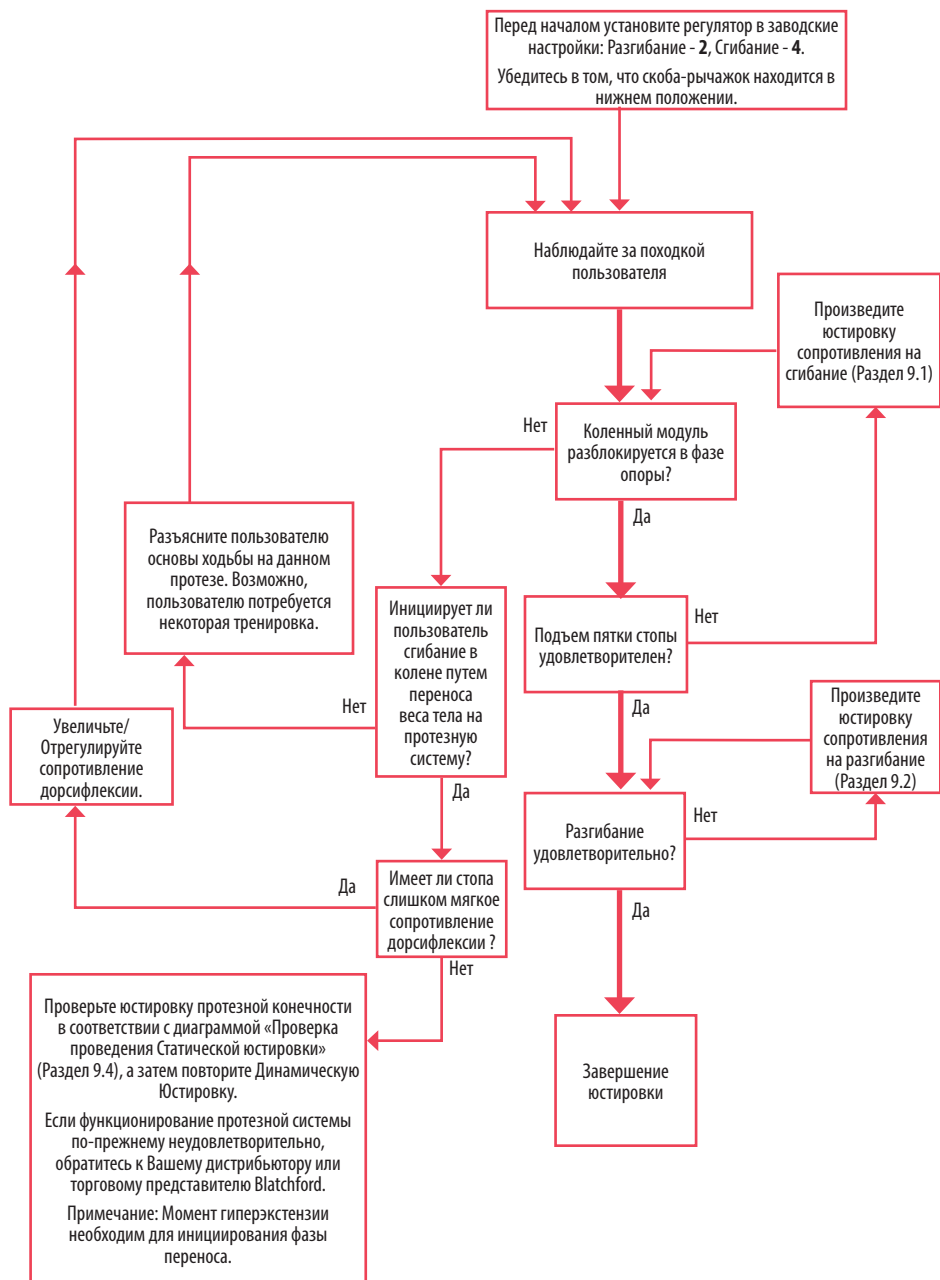 Перед началом установите регулятор в заводские
настройки: Разгибание - 2, Сгибание - 4.
Убедитесь в том, что скоба-рычажок находится в
нижнем положении.
Наблюдайте за походкой
пользователя
Произведите
юстировку
сопротивления на
сгибание (Раздел 9.1)
Нет
Коленный модуль
разблокируется в фазе
опоры?
Да
Разъясните пользователю
основы ходьбы на данном
протезе. Возможно,
пользователю потребуется
некоторая тренировка.
Инициирует ли
пользователь
сгибание в
колене путем
переноса
веса тела на
протезную
систему?
Нет
Да
Подъем пятки стопы
удовлетворителен?
Нет
Да
Произведите
юстировку
сопротивления
на разгибание
(Раздел 9.2)
Увеличьте/
Отрегулируйте
сопротивление
дорсифлексии.
Разгибание
удовлетворительно?
Нет
Да
Имеет ли стопа
слишком мягкое
сопротивление
дорсифлексии ?
Да
Нет
Проверьте юстировку протезной конечности
в соответствии с диаграммой «Проверка
проведения Статической юстировки»
(Раздел 9.4), а затем повторите Динамическую
Юстировку.
Если функционирование протезной системы
по-прежнему неудовлетворительно,
обратитесь к Вашему дистрибьютору или
торговому представителю Blatchford.
Примечание: Момент гиперэкстензии
необходим для инициирования фазы
переноса.
Завершение
юстировки